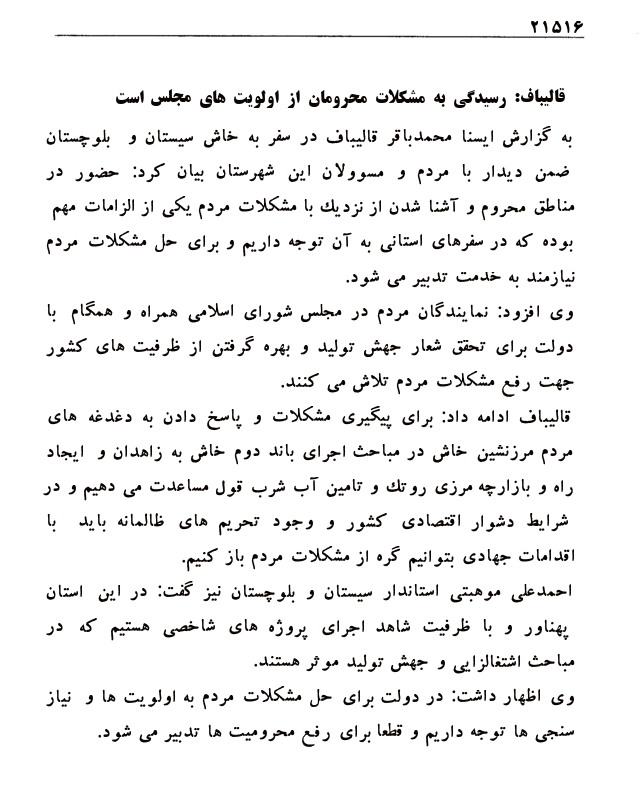 ۲۱۵۱۶
قالیباف: رسیدگی به مشکلات محرومان از اولویت های مجلس است
به گزارش ایسنا محمدباقر قالیباف در سفر به خاش سیستان و بلوچستان
ضمن دیدار با مردم و مسوولان این شهرستان بیان کرد: حضور در
مناطق محروم و آشنا شدن از نزدیك با مشکلات مردم یکی از الزامات مهم
بوده که در سفرهای استانی به آن توجه داریم و برای حل مشکلات مردم
نیازمند به خدمت تدبیر می شود.
وی افزود: نمایندگان مردم در مجلس شورای اسلامی همراه و همگام با
دولت برای تحقق شعار جهش تولید و بهره گرفتن از ظرفیت های کشور
جهت رفع مشکلات مردم تلاش می کنند.
قالیباف ادامه داد: برای پیگیری مشکلات و پاسخ دادن به دغدغه های
مردم مرزنشین خاش در مباحث اجرای باند دوم خاش به زاهدان و ایجاد
راه و بازارچه مرزی روتك و تامین آب شرب قول مساعدت می دهیم و در
شرایط دشوار اقتصادی کشور و وجود تحریم های ظالمانه باید با
اقدامات جهادی بتوانیم گره از مشکلات مردم باز کنیم.
احمدعلی موهبتی استاندار سیستان و بلوچستان نیز گفت: در این استان
پهناور و با ظرفیت شاهد اجرای پروژه های شاخصی هستیم که در
مباحث اشتغالزایی و جهش تولید موثر هستند.
وی اظهار داشت: در دولت برای حل مشکلات مردم به اولویت ها و نیاز
سنجی ها توجه داریم و قطعا برای رفع محرومیت ها تدبیر می شود.